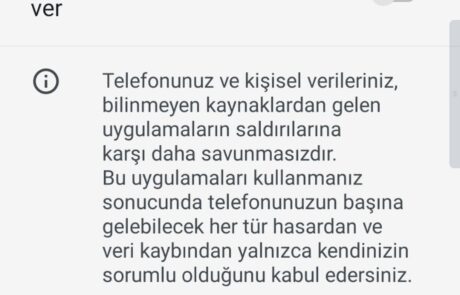 ver
Telefonunuz ve kişisel verileriniz,
bilinmeyen kaynaklardan gelen
uygulamaların saldırılarına
karşı daha savunmasızdır.
Bu uygulamaları kullanmanız
sonucunda telefonunuzun başına
gelebilecek her tür hasardan ve
veri kaybından yalnızca kendinizin
sorumlu olduğunu kabul edersiniz.